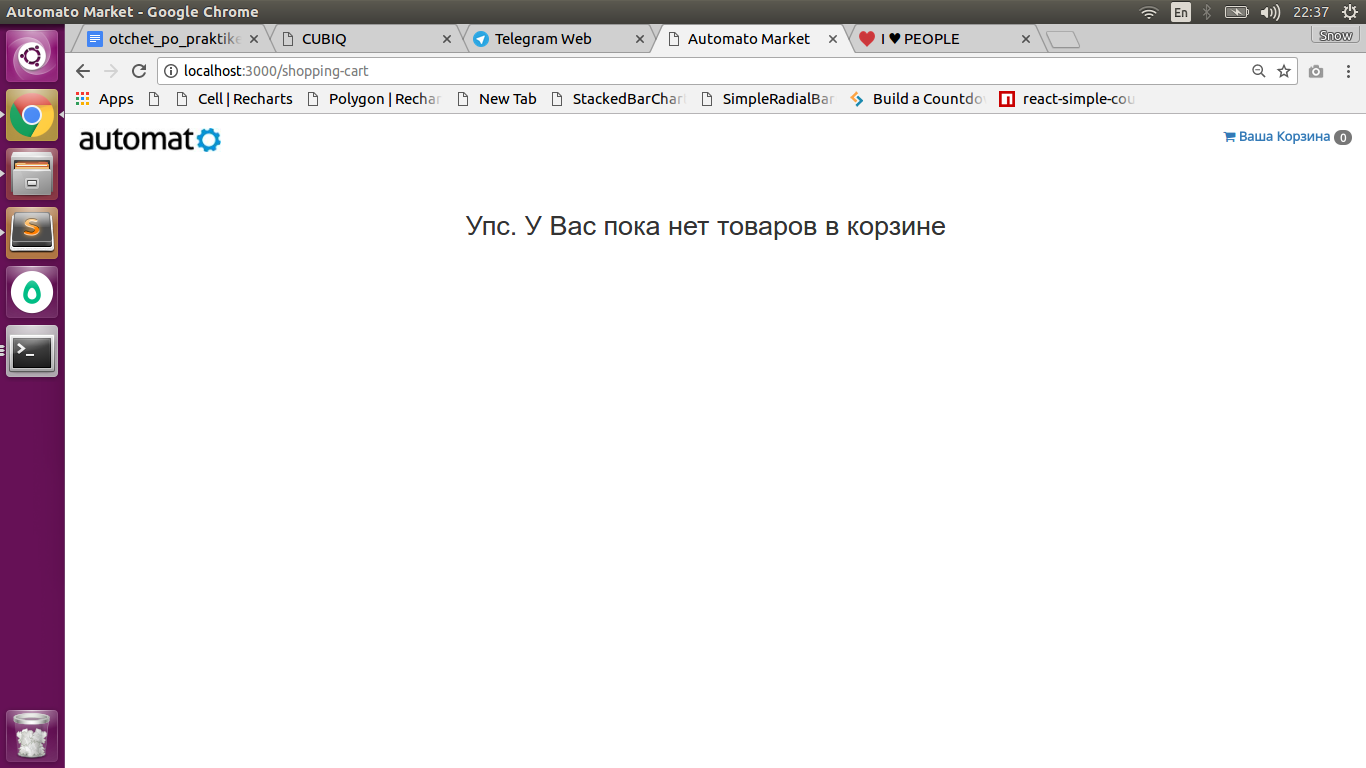 Automato Market - Google Chrome
En
22:37
otchet_po_praktike
CUBIQ
Telegram Web
Automato Market
I ♥ PEOPLE
Snow
localhost:3000/shopping-cart
Apps
Cell | Recharts
Polygon | Rechar
New Tab
StackedBarChar
SimpleRadialBar
Build a Countdo
react-simple-cou
automat
Ваша Корзина 0
Упс. У Вас пока нет товаров в корзине